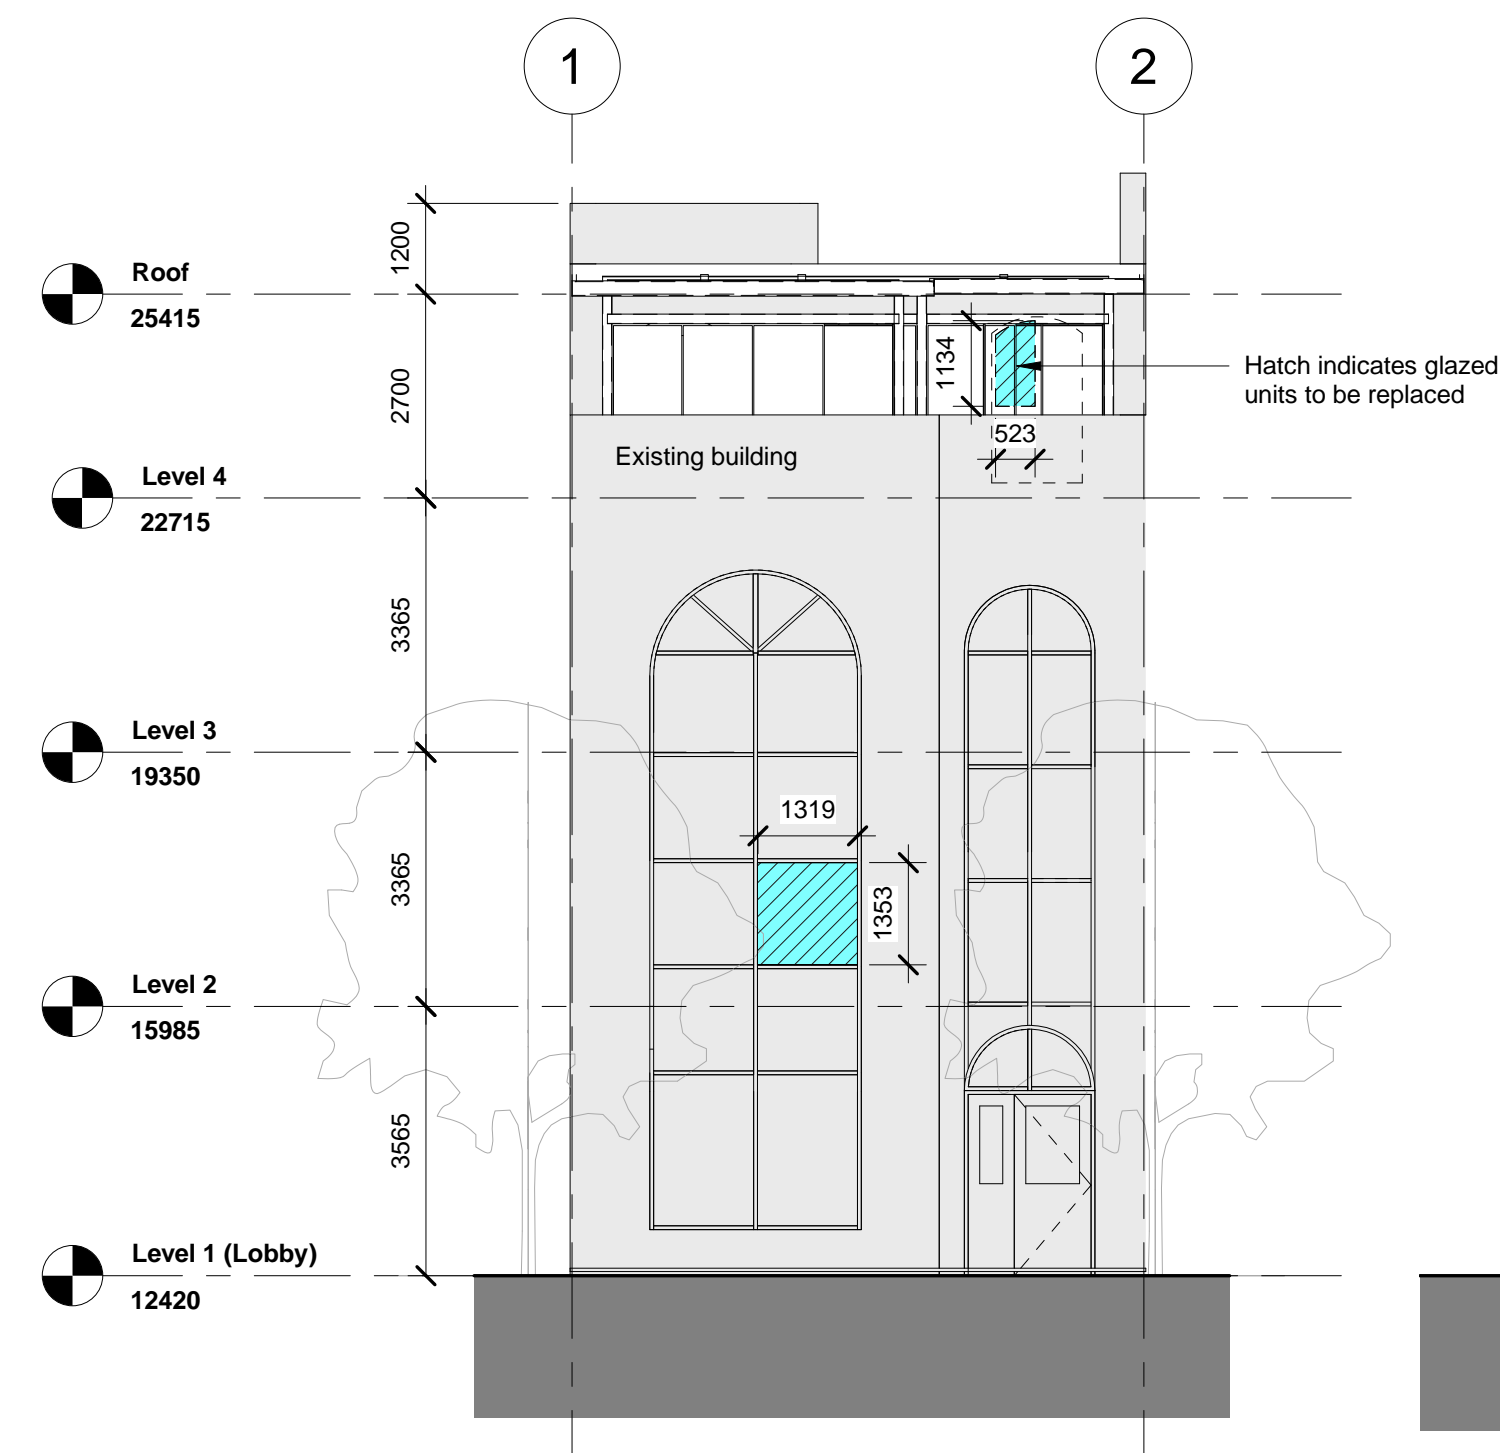 1
2
1200
Roof
25415
1134
Hatch indicates glazed
units to be replaced
2700
523
Existing building
Level 4
22715
3365
Level 3
19350
1319
3365
1353
Level 2
15985
3565
Level 1 (Lobby)
12420